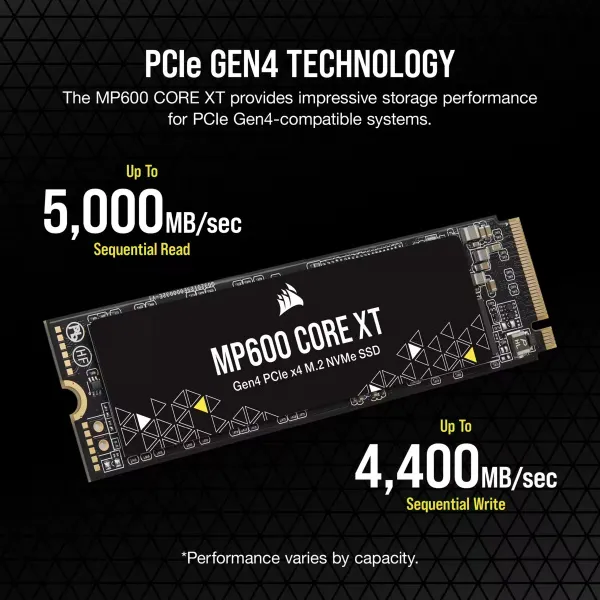 PCIe GEN4 TECHNOLOGY
The MP600 CORE XT provides impressive storage performance
for PCIe Gen4-compatible systems.
Up To
5,000MB/sec
Sequential Read
HF
MP600 CORE XT
Gen4 PCIe x4 M.2 NVMe SSD
Up To
4,400MB/sec
Sequential Write
*Performance varies by capacity.